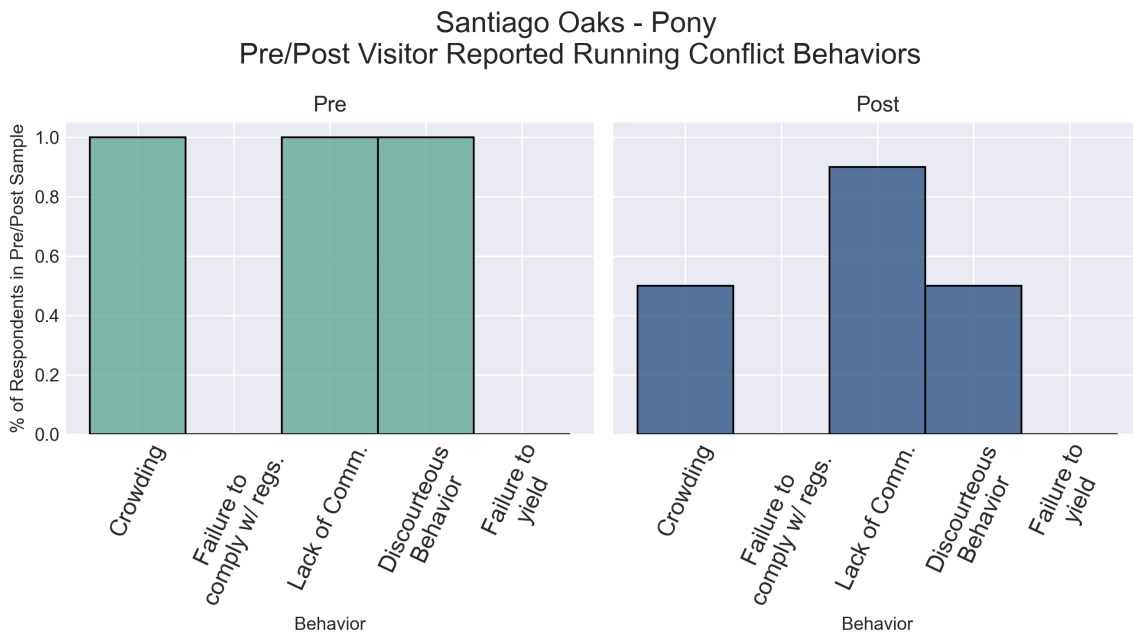 Santiago Oaks - Pony
Pre/Post Visitor Reported Running Conflict Behaviors
Pre
Post
% of Respondents in Pre/Post Sample
1.0
0.8
0.6
0.4
0.2
0.0
Crowding
Failure to
comply w/ regs.
Lack of Comm.
Discourteous
Behavior
Failure to
yield
Behavior
Crowding
Failure to
comply w/ regs.
Lack of Comm.
Discourteous
Behavior
Failure to
yield
Behavior